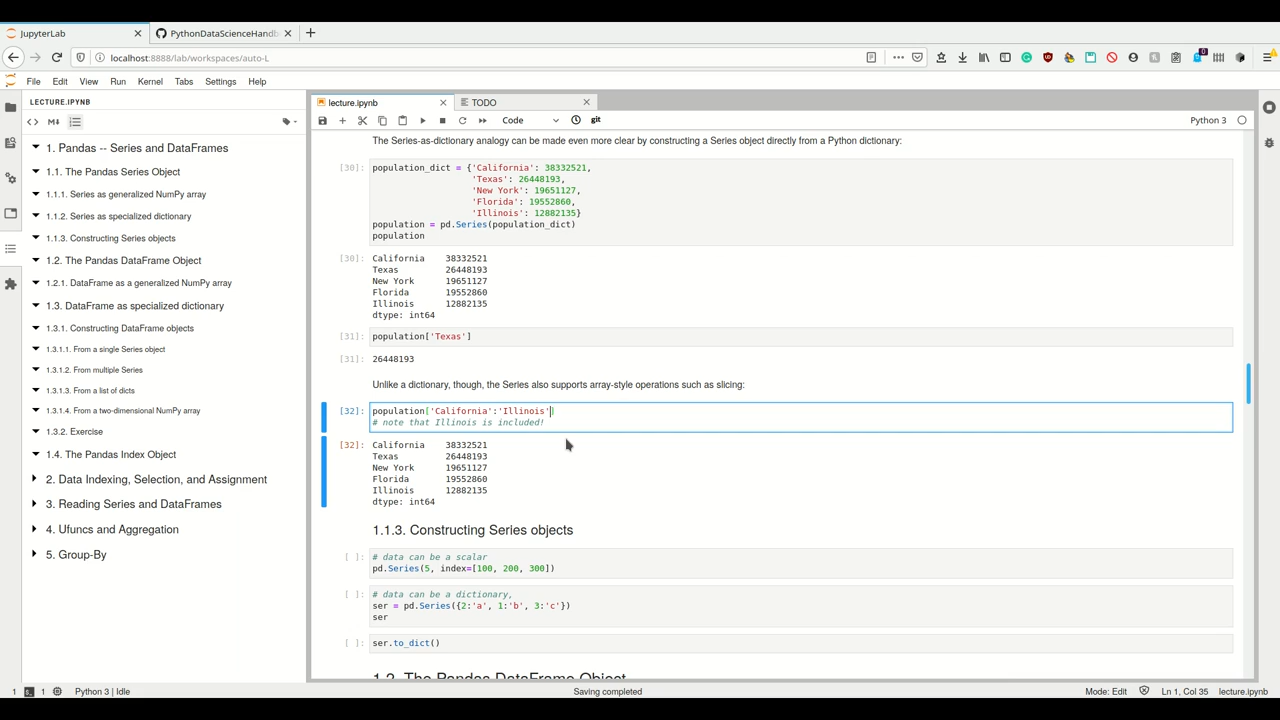 JupyterLab
PythonDataScienceHandb
localhost:8888/lab/workspaces/auto-L
File Edit View Run Kernel Tabs Settings Help
LECTURE.IPYNB
1. Pandas -- Series and DataFrames
1.1. The Pandas Series Object
1.1.1. Series as generalized NumPy array
1.1.2. Series as specialized dictionary
1.1.3. Constructing Series objects
1.2. The Pandas DataFrame Object
1.2.1. DataFrame as a generalized NumPy array
1.3. DataFrame as specialized dictionary
1.3.1. Constructing DataFrame objects
1.3.1.1. From a single Series object
1.3.1.2. From multiple Series
1.3.1.3. From a list of dicts
1.3.1.4. From a two-dimensional NumPy array
1.3.2. Exercise
1.4. The Pandas Index Object
2. Data Indexing, Selection, and Assignment
3. Reading Series and DataFrames
4. Ufuncs and Aggregation
5. Group-By
lecture.ipynb TODO
Code git Python 3
The Series-as-dictionary analogy can be made even more clear by constructing a Series object directly from a Python dictionary:
[30]: population_dict = {'California': 38332521,
'Texas': 26448193,
'New York': 19651127,
'Florida': 19552860,
'Illinois': 12882135}
population = pd.Series(population_dict)
population
[30]: California 38332521
Texas 26448193
New York 19651127
Florida 19552860
Illinois 12882135
dtype: int64
[31]: population['Texas']
[31]: 26448193
Unlike a dictionary, though, the Series also supports array-style operations such as slicing:
[32]: population['California':'Illinois']
# note that Illinois is included!
[32]: California 38332521
Texas 26448193
New York 19651127
Florida 19552860
Illinois 12882135
dtype: int64
1.1.3. Constructing Series objects
[ ]: # data can be a scalar
pd.Series(5, index=[100, 200, 300])
[ ]: # data can be a dictionary,
ser = pd.Series({2:'a', 1:'b', 3:'c'})
ser
[ ]: ser.to_dict()
1.2. The Pandas DataFrame Object
1 1 Python 3 | Idle Saving completed Mode: Edit Ln 1, Col 35 lecture.ipynb